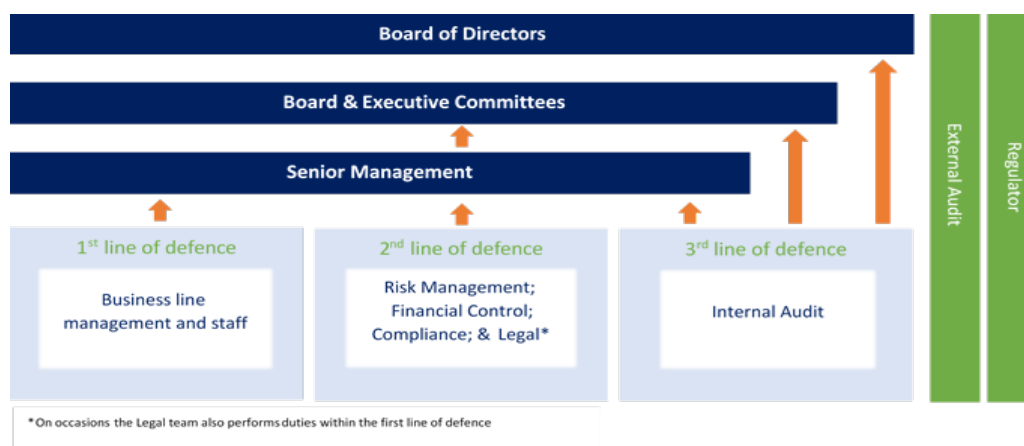 Board of Directors
Board & Executive Committees
Senior Management
1st line of defence
Business line
management and staff
2nd line of defence
Risk Management;
Financial Control;
Compliance; & Legal*
3rd line of defence
Internal Audit
External Audit
Regulator
*On occasions the Legal team also performs duties within the first line of defence